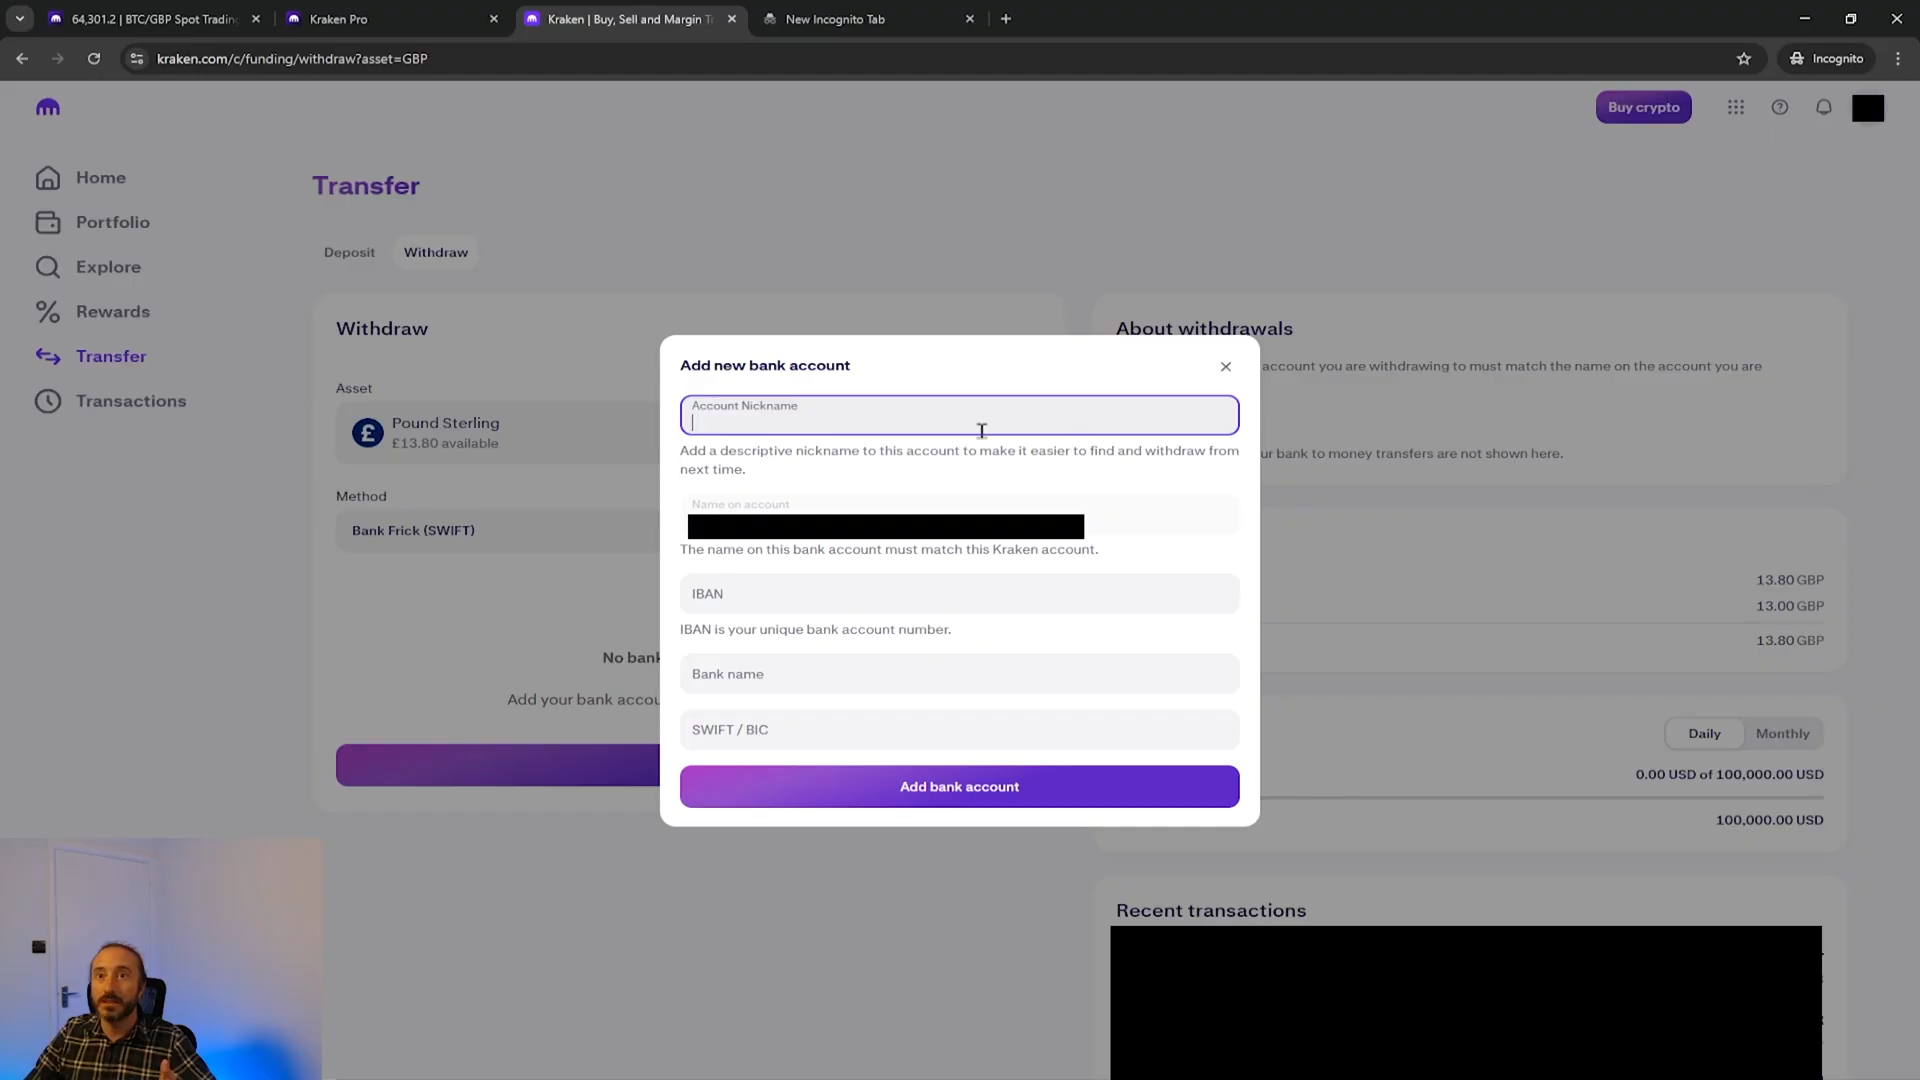 64,301.2 | BTC/GBP Spot Trading
Kraken Pro
Kraken | Buy, Sell and Margin T
New Incognito Tab
kraken.com/c/funding/withdraw?asset=GBP
Incognito
Buy crypto
Home
Portfolio
Explore
Rewards
Transfer
Transactions
Transfer
Deposit
Withdraw
Withdraw
Asset
£
Pound Sterling
£13.80 available
Method
Bank Frick (SWIFT)
No bank
Add your bank accou
Add new bank account
Account Nickname
Add a descriptive nickname to this account to make it easier to find and withdraw from
next time.
Name on account
The name on this bank account must match this Kraken account.
IBAN
IBAN is your unique bank account number.
Bank name
SWIFT / BIC
Add bank account
About withdrawals
account you are withdrawing to must match the name on the account you are
ur bank to money transfers are not shown here.
13.80 GBP
13.00 GBP
13.80 GBP
Daily
Monthly
0.00 USD of 100,000.00 USD
100,000.00 USD
Recent transactions